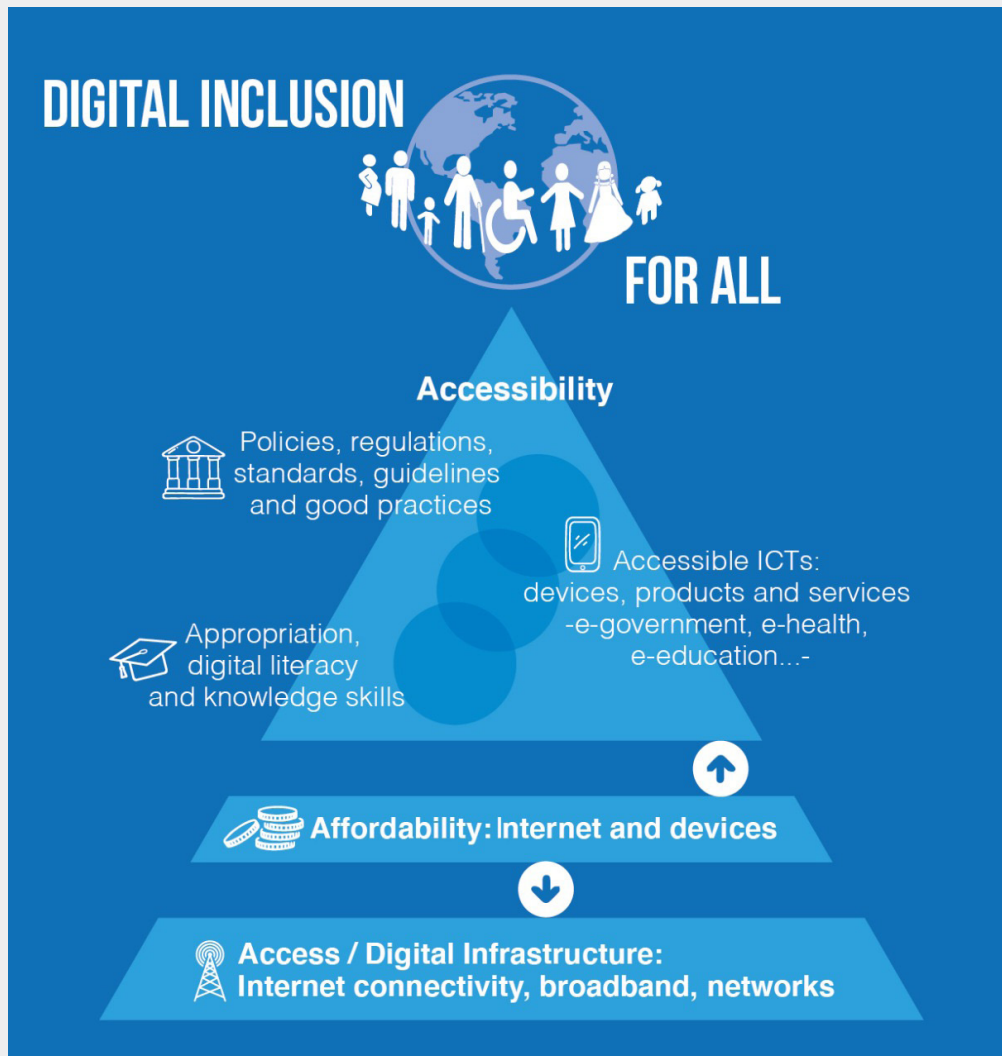 DIGITAL INCLUSION
FOR ALL
Accessibility
Policies, regulations,
standards, guidelines
and good practices
Accessible ICTs:
devices, products and services
-e-government, e-health,
e-education...-
Appropriation,
digital literacy
and knowledge skills
Affordability: Internet and devices
Access / Digital Infrastructure:
Internet connectivity, broadband, networks